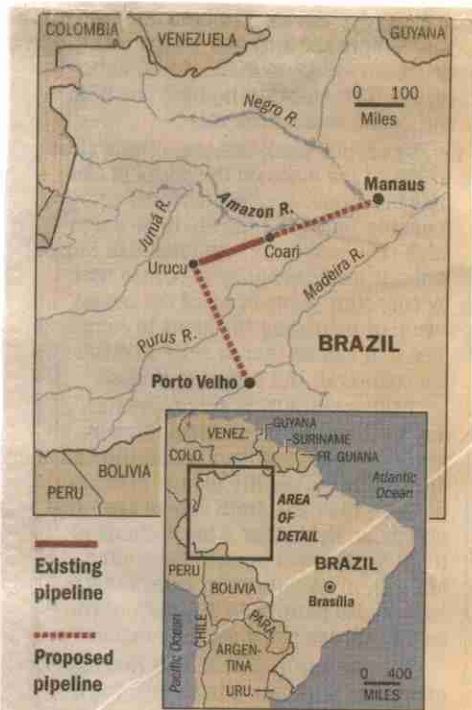 COLOMBIA
VENEZUELA
GUYANA
0 100
Miles
Negro R.
Manaus
Amazon R.
Juruá R.
Coari
Urucu
Madeira R.
Purus R.
BRAZIL
Porto Velho
BOLIVIA
PERU
Existing
pipeline
Proposed
pipeline
VENEZ.
GUYANA
SURINAME
FR. GUIANA
COLO.
Atlantic
Ocean
AREA
OF
DETAIL
PERU
BRAZIL
BOLIVIA
Brasília
PARA.
CHILE
Pacific Ocean
ARGEN-
TINA
URU.
0 400
MILES